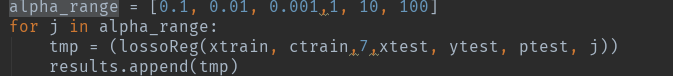 alpha_range = [0.1, 0.01, 0.001,1, 10, 100]
for j in alpha_range:
    tmp = (lossoReg(xtrain, ctrain,7,xtest, ytest, ptest, j))
    results.append(tmp)